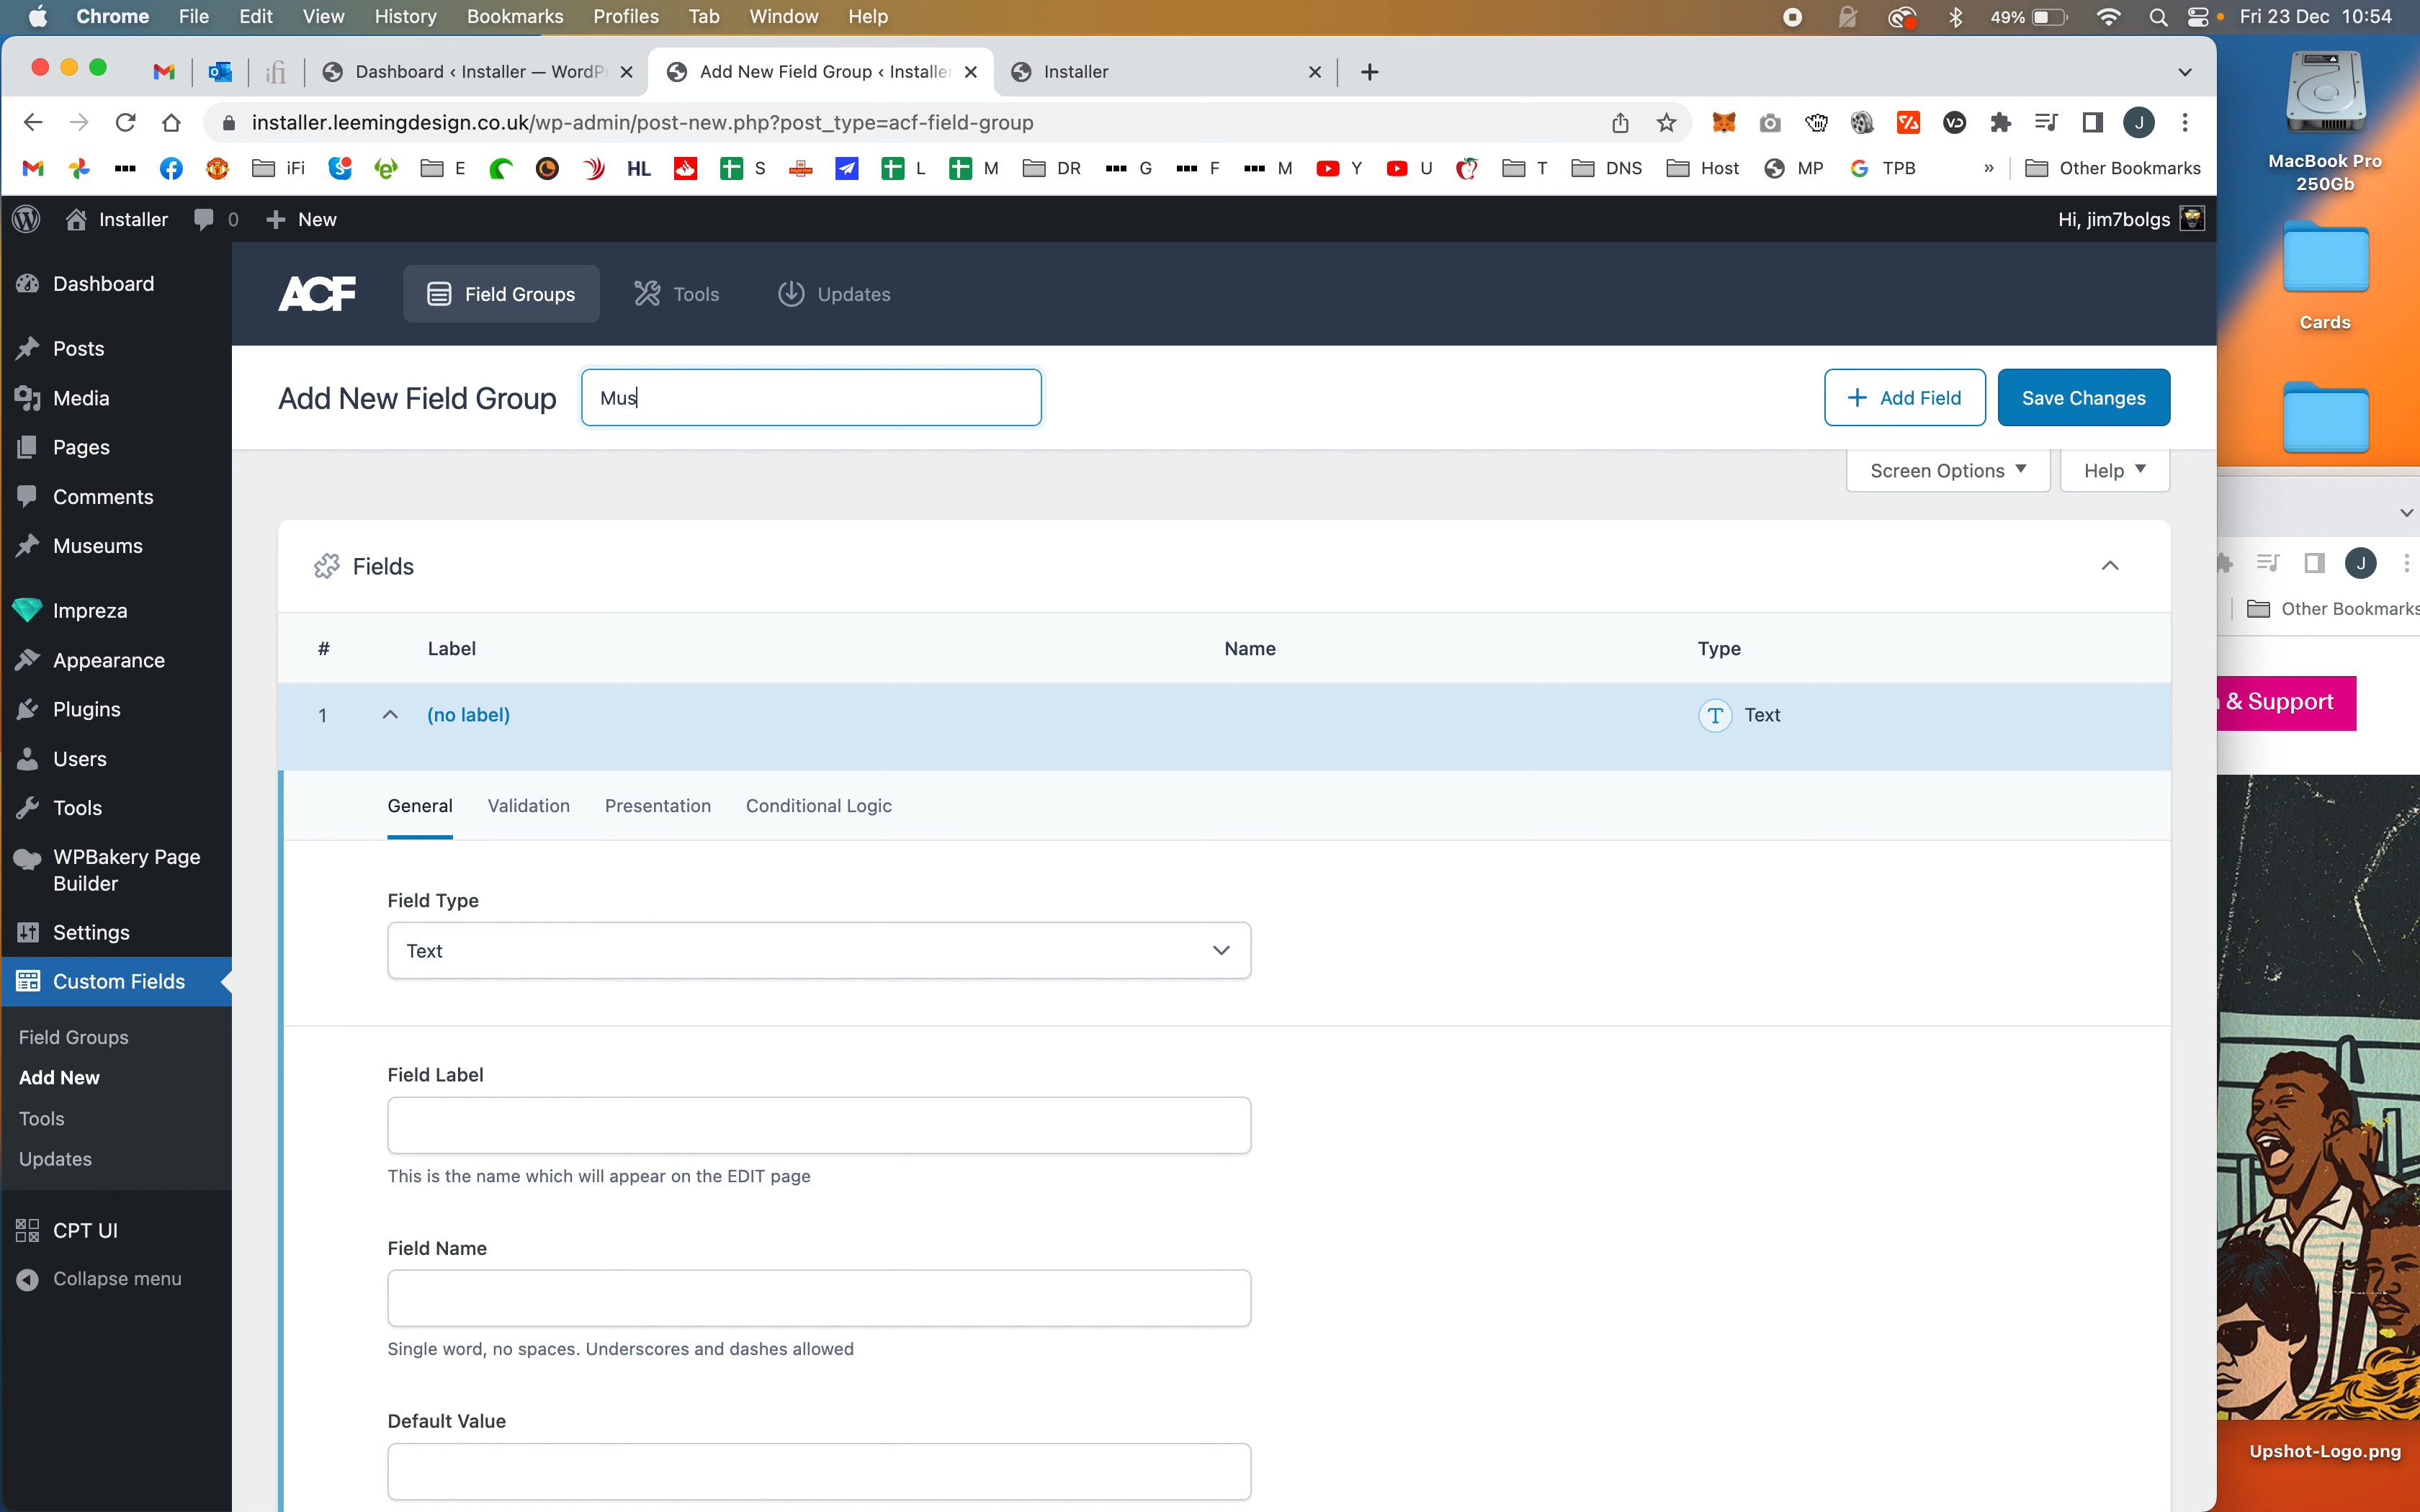 Chrome File Edit View History Bookmarks Profiles Tab Window Help 49% Fri 23 Dec 10:54
Dashboard ‹ Installer — WordP
Add New Field Group ‹ Installer
Installer
installer.leemingdesign.co.uk/wp-admin/post-new.php?post_type=acf-field-group
J
iFi E HL S L M DR G F M Y U T DNS Host MP TPB » Other Bookmarks
Installer 0 New
Hi, jim7bolgs
Dashboard
Posts
Media
Pages
Comments
Museums
Impreza
Appearance
Plugins
Users
Tools
WPBakery Page
Builder
Settings
Custom Fields
Field Groups
Add New
Tools
Updates
CPT UI
Collapse menu
ACF
Field Groups
Tools
Updates
Add New Field Group
Mus
Add Field
Save Changes
Screen Options
Help
Fields
# Label Name Type
1 (no label) T Text
General Validation Presentation Conditional Logic
Field Type
Text
Field Label
This is the name which will appear on the EDIT page
Field Name
Single word, no spaces. Underscores and dashes allowed
Default Value
MacBook Pro
250Gb
Cards
J
Other Bookmarks
& Support
Upshot-Logo.png